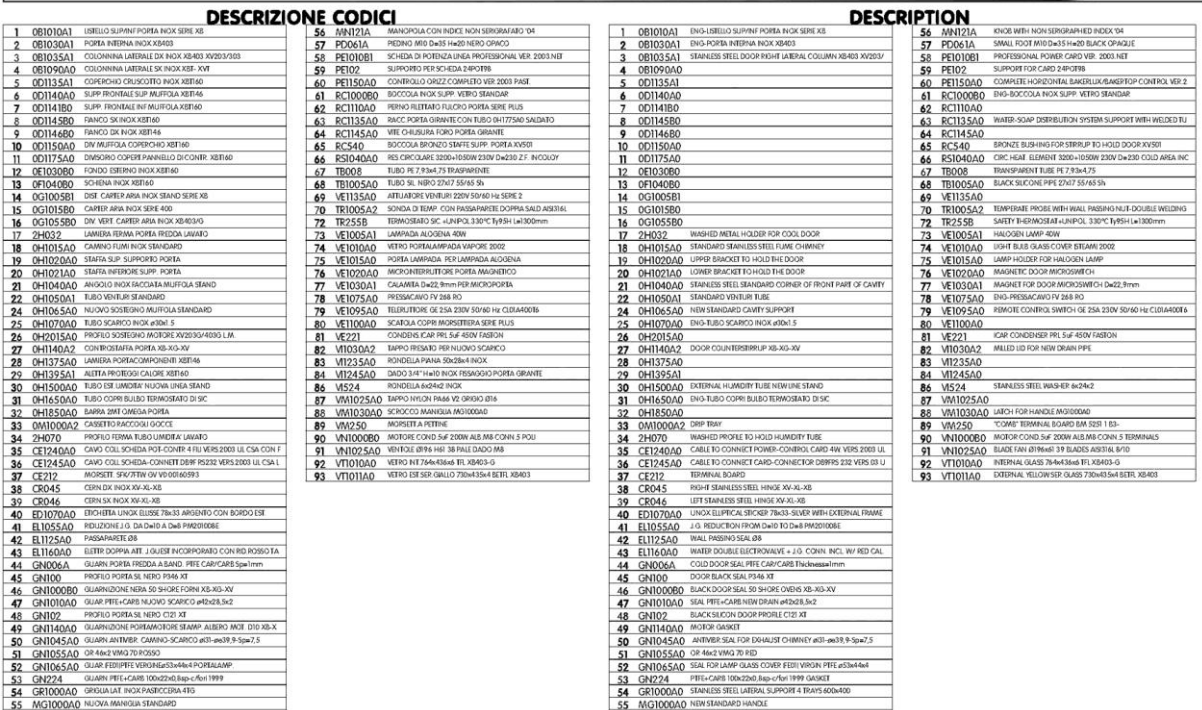 DESCRIZIONE CODICI
1 0B1010A1 LISTELLO SUP/INF PORTA INOX SERIE XB
2 0B1030A1 PORTA INTERNA INOX XB403
3 0B1035A1 COLONNINA LATERALE DX INOX XB403 XV203/303
4 0B1090A0 COLONNINA LATERALE SX INOX XBT- XVT
5 0D1135A1 COPERCHIO CRUSCOTTO INOX XBT160
6 0D1140A0 SUPP FRONTALE SUP MUFFOLA XBT160
7 0D1141B0 SUPP. FRONTALE INF MUFFOLA XBT160
8 0D1145B0 FIANCO SX INOX XBT160
9 0D1146B0 FIANCO DX INOX XBT146
10 0D1150A0 DIV MUFFOLA COPERCHIO XBT160
11 0D1175A0 DIVISORIO COPERT.PANNELLO DI CONTR. XBT160
12 0E1030B0 FONDO ESTERNO INOX XBT160
13 0F1040B0 SCHIENA INOX XBT160
14 0G1005B1 DIST. CARTER ARIA INOX STAND SERIE XB
15 0G1015B0 CARTER ARIA INOX SERIE 400
16 0G1055B0 DIV. VERT. CARTER ARIA INOX XB403/G
17 2H032 LAMIERA FERMA PORTA FREDDA LAVATO
18 0H1015A0 CAMINO FUMI INOX STANDARD
19 0H1020A0 STAFFA SUP. SUPPORTO PORTA
20 0H1021A0 STAFFA INFERIORE SUPP. PORTA
21 0H1040A0 ANGOLO INOX FACCIATA MUFFOLA STAND
22 0H1050A1 TUBO VENTURI STANDARD
24 0H1065A0 NUOVO SOSTEGNO MUFFOLA STANDARD
25 0H1070A0 TUBO SCARICO INOX ø30x1.5
26 0H2015A0 PROFILO SOSTEGNO MOTORE XV203G/403G L.M.
27 0H1140A2 CONTROSTAFFA PORTA XB-XG-XV
28 0H1375A0 LAMIERA PORTACOMPONENTI XBT146
29 0H1395A1 ALETTA PROTEGGI CALORE XBT160
30 0H1500A0 TUBO EST UMIDITA' NUOVA LINEA STAND
31 0H1650A0 TUBO COPRI BULBO TERMOSTATO DI SIC
32 0H1850A0 BARRA 2MT OMEGA PORTA
33 0M1000A2 CASSETTO RACCOGLI GOCCE
34 2H070 PROFILO FERMA TUBO UMIDITA' LAVATO
35 CE1240A0 CAVO COLL.SCHEDA POT-CONTR 4 FILI VERS.2003 UL CSA CON F
36 CE1245A0 CAVO COLL SCHEDA-CONNETT DB9F RS232 VERS.2003 UL CSA L
37 CE212
38 CR045 CERN.DX INOX XV-XL-XB
39 CR046 CERN.SX INOX XV-XL-XB
40 ED1070A0 ETICHETTA UNOX ELLISSE 78x33 ARGENTO CON BORDO EST
41 EL1055A0 RIDUZIONE J.G. DA D=10 A D=8 PM201008E
42 EL1125A0 PASSAPARETE Ø8
43 EL1160A0 ELETTR DOPPIA ATT. J.GUEST INCORPORATO CON RID.ROSSO TA
44 GN006A GUARN.PORTA FREDDA A BAND. PTFE CAR/CARB Sp=1mm
45 GN100 PROFILO PORTA SIL NERO P346 XT
46 GN1000B0 GUARNIZIONE NERA 50 SHORE FORNI XB-XG-XV
47 GN1010A0 GUAR.PTFE+CARB NUOVO SCARICO ø42x28,5x2
48 GN102 PROFILO PORTA SIL NERO C121 XT
49 GN1140A0 GUARNIZIONE PORTAMOTORE STAMP. ALBERO MOT. D10 XB-X
50 GN1045A0 GUARN.ANTIVIBR. CAMINO-SCARICO øi31-øe39,9-Sp=7,5
51 GN1055A0 OR 46x2 VMQ 70 ROSSO
52 GN1065A0 GUAR.(FEDI)PTFE VERGINEø53x44x4 PORTALAMP.
53 GN224 GUARN PTFE+CARB 100x22x0,8sp-c/fori 1999
54 GR1000A0 GRIGLIA LAT. INOX PASTICCERIA 4TG
55 MG1000A0 NUOVA MANIGLIA STANDARD
56 MN121A MANOPOLA CON INDICE NON SERIGRAFATO '04
57 PD061A PIEDINO M10 D=35 H=20 NERO OPACO
58 PE1010B1 SCHEDA DI POTENZA LINEA PROFESSIONAL VER. 2003.NET
59 PE102 SUPPORTO PER SCHEDA 24POT98
60 PE1150A0 CONTROLLO ORIZZ COMPLETO VER.2003 PAST.
61 RC1000B0 BOCCOLA INOX SUPP. VETRO STANDAR
62 RC1110A0 PERNO FILETTATO FULCRO PORTA SERIE PLUS
63 RC1135A0 RACC.PORTA GIRANTE CON TUBO 0H1775A0 SALDATO
64 RC1145A0 VITE CHIUSURA FORO PORTA GIRANTE
65 RC540 BOCCOLA BRONZO STAFFE SUPP. PORTA XV501
66 RS1040A0 RES CIRCOLARE 3200+1050W 230V D=230 Z.F. INCOLOY
67 TB008 TUBO PE 7,93x4,75 TRASPARENTE
68 TB1005A0 TUBO SIL. NERO 27x17 55/65 Sh
69 VE1135A0 ATTUATORE VENTURI 220V 50/60 Hz SERIE 2
70 TR1005A2 SONDA DI TEMP. CON PASSAPARETE DOPPIA SALD AISI316L
72 TR255B TERMOSTATO SIC +UNIPOL 330°C Ty95H L=1300mm
73 VE1005A1 LAMPADA ALOGENA 40W
74 VE1010A0 VETRO PORTALAMPADA VAPORE 2002
75 VE1015A0 PORTA LAMPADA PER LAMPADA ALOGENA
76 VE1020A0 MICROINTERRUTTORE PORTA MAGNETICO
77 VE1030A1 CALAMITA D=22,9mm PER MICROPORTA
78 VE1075A0 PRESSACAVO FV 268 RO
79 VE1095A0 TELERUTTORE GE 25A 230V 50/60 Hz CL01A400T6
80 VE1100A0 SCATOLA COPRI MORSETTIERA SERIE PLUS
81 VE221 CONDENS.ICAR PRL 5uF 450V FASTON
82 VI1030A2 TAPPO FRESATO PER NUOVO SCARICO
83 VI1235A0 RONDELLA PIANA 50x28x4 INOX
84 VI1245A0 DADO 3/4" H=10 INOX FISSAGGIO PORTA GIRANTE
86 VI524 RONDELLA 6x24x2 INOX
87 VM1025A0 TAPPO NYLON PA66 V2 GRIGIO Ø16
88 VM1030A0 SCROCCO MANIGLIA MG1000A0
89 VM250 MORSETT.A PETTINE
90 VN1000B0 MOTORE COND.5uF 200W ALB.M8 CONN.5 POLI
91 VN1025A0 VENTOLE Ø196 H61 38 PALE DADO M8
92 VT1010A0 VETRO INT.764x436x6 TFL XB403-G
93 VT1011A0 VETRO EST SER.GIALLO 730x435x4 BETFL XB403
DESCRIPTION
1 0B1010A1 ENG-LISTELLO SUP/INF PORTA INOX SERIE XB
2 0B1030A1 ENG-PORTA INTERNA INOX XB403
3 0B1035A1 STAINLESS STEEL DOOR RIGHT LATERAL COLUMN XB403 XV203/
4 0B1090A0
5 0D1135A1
6 0D1140A0
7 0D1141B0
8 0D1145B0
9 0D1146B0
10 0D1150A0
11 0D1175A0
12 0E1030B0
13 0F1040B0
14 0G1005B1
15 0G1015B0
16 0G1055B0
17 2H032 WASHED METAL HOLDER FOR COOL DOOR
18 0H1015A0 STANDARD STAINLESS STEEL FUME CHIMNEY
19 0H1020A0 UPPER BRACKET TO HOLD THE DOOR
20 0H1021A0 LOWER BRACKET TO HOLD THE DOOR
21 0H1040A0 STAINLESS STEEL STANDARD CORNER OF FRONT PART OF CAVITY
22 0H1050A1 STANDARD VENTURI TUBE
24 0H1065A0 NEW STANDARD CAVITY SUPPORT
25 0H1070A0 ENG-TUBO SCARICO INOX ø30x1.5
26 0H2015A0
27 0H1140A2 DOOR COUNTERSTIRRUP XB-XG-XV
28 0H1375A0
29 0H1395A1
30 0H1500A0 EXTERNAL HUMIDITY TUBE NEW LINE STAND
31 0H1650A0 ENG-TUBO COPRI BULBO TERMOSTATO DI SIC
32 0H1850A0
33 0M1000A2 DRIP TRAY
34 2H070 WASHED PROFILE TO HOLD HUMIDITY TUBE
35 CE1240A0 CABLE TO CONNECT POWER-CONTROL CARD 4W VERS 2003 UL
36 CE1245A0 CABLE TO CONNECT CARD-CONNECTOR DB9FRS 232 VERS 03 U
37 CE212 TERMINAL BOARD
38 CR045 RIGHT STAINLESS STEEL HINGE XV-XL-XB
39 CR046 LEFT STAINLESS STEEL HINGE XV-XL-XB
40 ED1070A0 UNOX ELLIPTICAL STICKER 78x33-SILVER WITH EXTERNAL FRAME
41 EL1055A0 J.G. REDUCTION FROM D=10 TO D=8 PM201008E
42 EL1125A0 WALL PASSING SEAL Ø8
43 EL1160A0 WATER DOUBLE ELECTROVALVE + J.G. CONN. INCL. W/ RED CAL
44 GN006A COLD DOOR SEAL PTFE CAR/CARB Thickness=1mm
45 GN100 DOOR BLACK SEAL P346 XT
46 GN1000B0 BLACK DOOR SEAL 50 SHORE OVENS XB-XG-XV
47 GN1010A0 SEAL PTFE+CARB NEW DRAIN ø42x28,5x2
48 GN102 BLACK SILICON DOOR PROFILE C121 XT
49 GN1140A0 MOTOR GASKET
50 GN1045A0 ANTIVIBR.SEAL FOR EXHAUST CHIMNEY øi31-øe39,9-Sp=7,5
51 GN1055A0 OR 46x2 VMQ 70 RED
52 GN1065A0 SEAL FOR LAMP GLASS COVER (FEDI) VIRGIN PTFE ø53x44x4
53 GN224 PTFE+CARB 100x22x0,8sp-c/fori 1999 GASKET
54 GR1000A0 STAINLESS STEEL LATERAL SUPPORT 4 TRAYS 600x400
55 MG1000A0 NEW STANDARD HANDLE
56 MN121A KNOB WITH NON SERIGRAPHED INDEX '04
57 PD061A SMALL FOOT M10 D=35 H=20 BLACK OPAQUE
58 PE1010B1 PROFESSIONAL POWER CARD VER. 2003.NET
59 PE102 SUPPORT FOR CARD 24POT98
60 PE1150A0 COMPLETE HORIZONTAL BAKERLUX/BAKERTOP CONTROL VER.2
61 RC1000B0 ENG-BOCCOLA INOX SUPP. VETRO STANDAR
62 RC1110A0
63 RC1135A0 WATER-SOAP DISTRIBUTION SYSTEM SUPPORT WITH WELDED TU
64 RC1145A0
65 RC540 BRONZE BUSHING FOR STIRRUP TO HOLD DOOR XV501
66 RS1040A0 CIRC.HEAT. ELEMENT 3200+1050W 230V D=230 COLD AREA INC
67 TB008 TRANSPARENT TUBE PE 7,93x4,75
68 TB1005A0 BLACK SILICONE PIPE 27x17 55/65 Sh
69 VE1135A0
70 TR1005A2 TEMPERATE PROBE WITH WALL PASSING NUT-DOUBLE WELDING
72 TR255B SAFETY THERMOSTAT+UNIPOL 330°C Ty95H L=1300mm
73 VE1005A1 HALOGEN LAMP 40W
74 VE1010A0 LIGHT BULB GLASS COVER (STEAM) 2002
75 VE1015A0 LAMP HOLDER FOR HALOGEN LAMP
76 VE1020A0 MAGNETIC DOOR MICROSWITCH
77 VE1030A1 MAGNET FOR DOOR MICROSWITCH D=22,9mm
78 VE1075A0 ENG-PRESSACAVO FV 268 RO
79 VE1095A0 REMOTE CONTROL SWITCH GE 25A 230V 50/60 Hz CL01A400T6
80 VE1100A0
81 VE221 ICAR CONDENSER PRL 5uF 450V FASTON
82 VI1030A2 MILLED LID FOR NEW DRAIN PIPE
83 VI1235A0
84 VI1245A0
86 VI524 STAINLESS STEEL WASHER 6x24x2
87 VM1025A0
88 VM1030A0 LATCH FOR HANDLE MG1000A0
89 VM250 "COMB" TERMINAL BOARD BM 5251 1 B3-
90 VN1000B0 MOTOR COND.5uF 200W ALB.M8 CONN.5 TERMINALS
91 VN1025A0 BLADE FAN Ø196x61 39 BLADES AISI316L 8/10
92 VT1010A0 INTERNAL GLASS 764x436x6 TFL XB403-G
93 VT1011A0 EXTERNAL YELLOW SER.GLASS 730x435x4 BETFL XB403